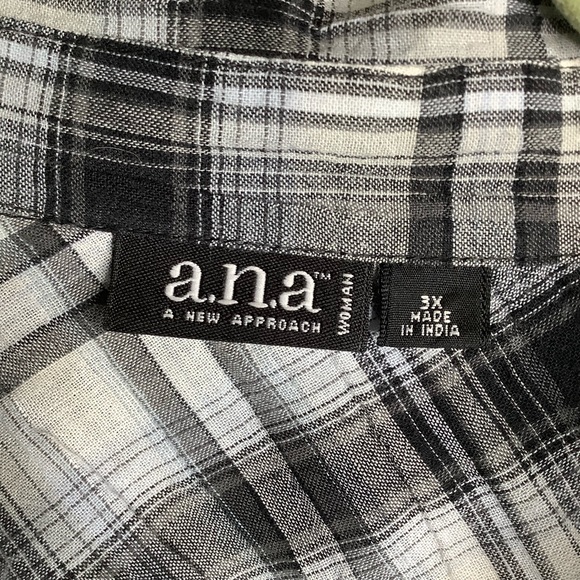 a.n.a™
A NEW APPROACH
WOMAN
3X
MADE
IN INDIA